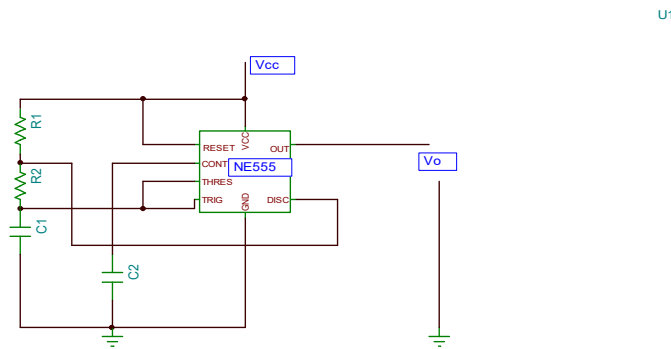 U1
Vcc
R1
RESET
VCC
OUT
CONT
NE555
Vo
R2
THRES
TRIG
GND
DISC
C1
C2